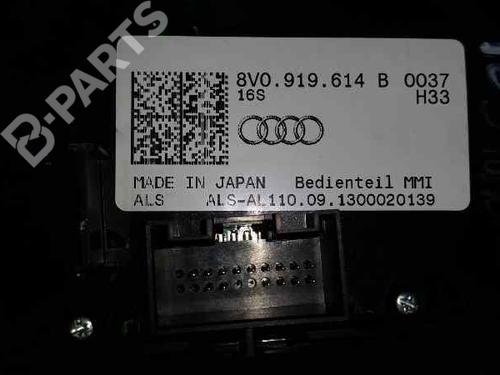 B-PARTS
8V0.919.614 B 0037
16S H33
MADE IN JAPAN Bedienteil MMI
ALS ALS-AL110.09.1300020139